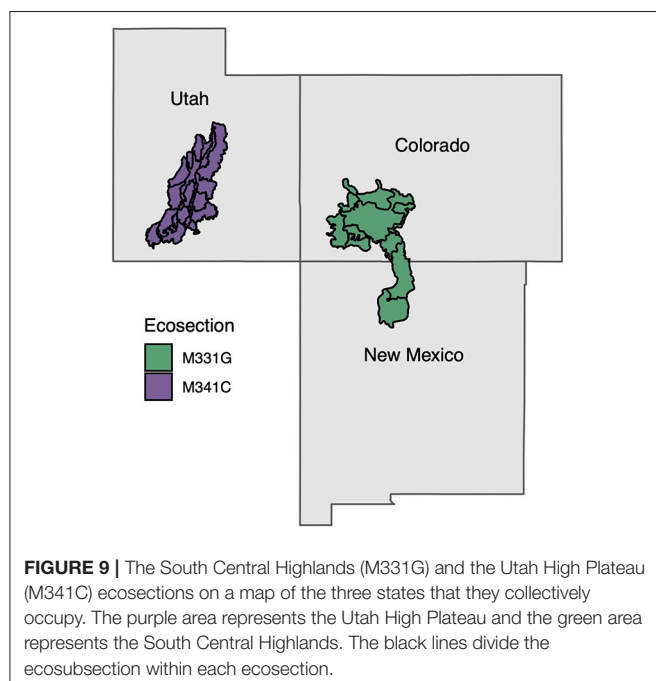 Utah
Colorado
Ecosection
M331G
M341C
New Mexico
FIGURE 9 | The South Central Highlands (M331G) and the Utah High Plateau
(M341C) ecosections on a map of the three states that they collectively
occupy. The purple area represents the Utah High Plateau and the green area
represents the South Central Highlands. The black lines divide the
ecosubsection within each ecosection.